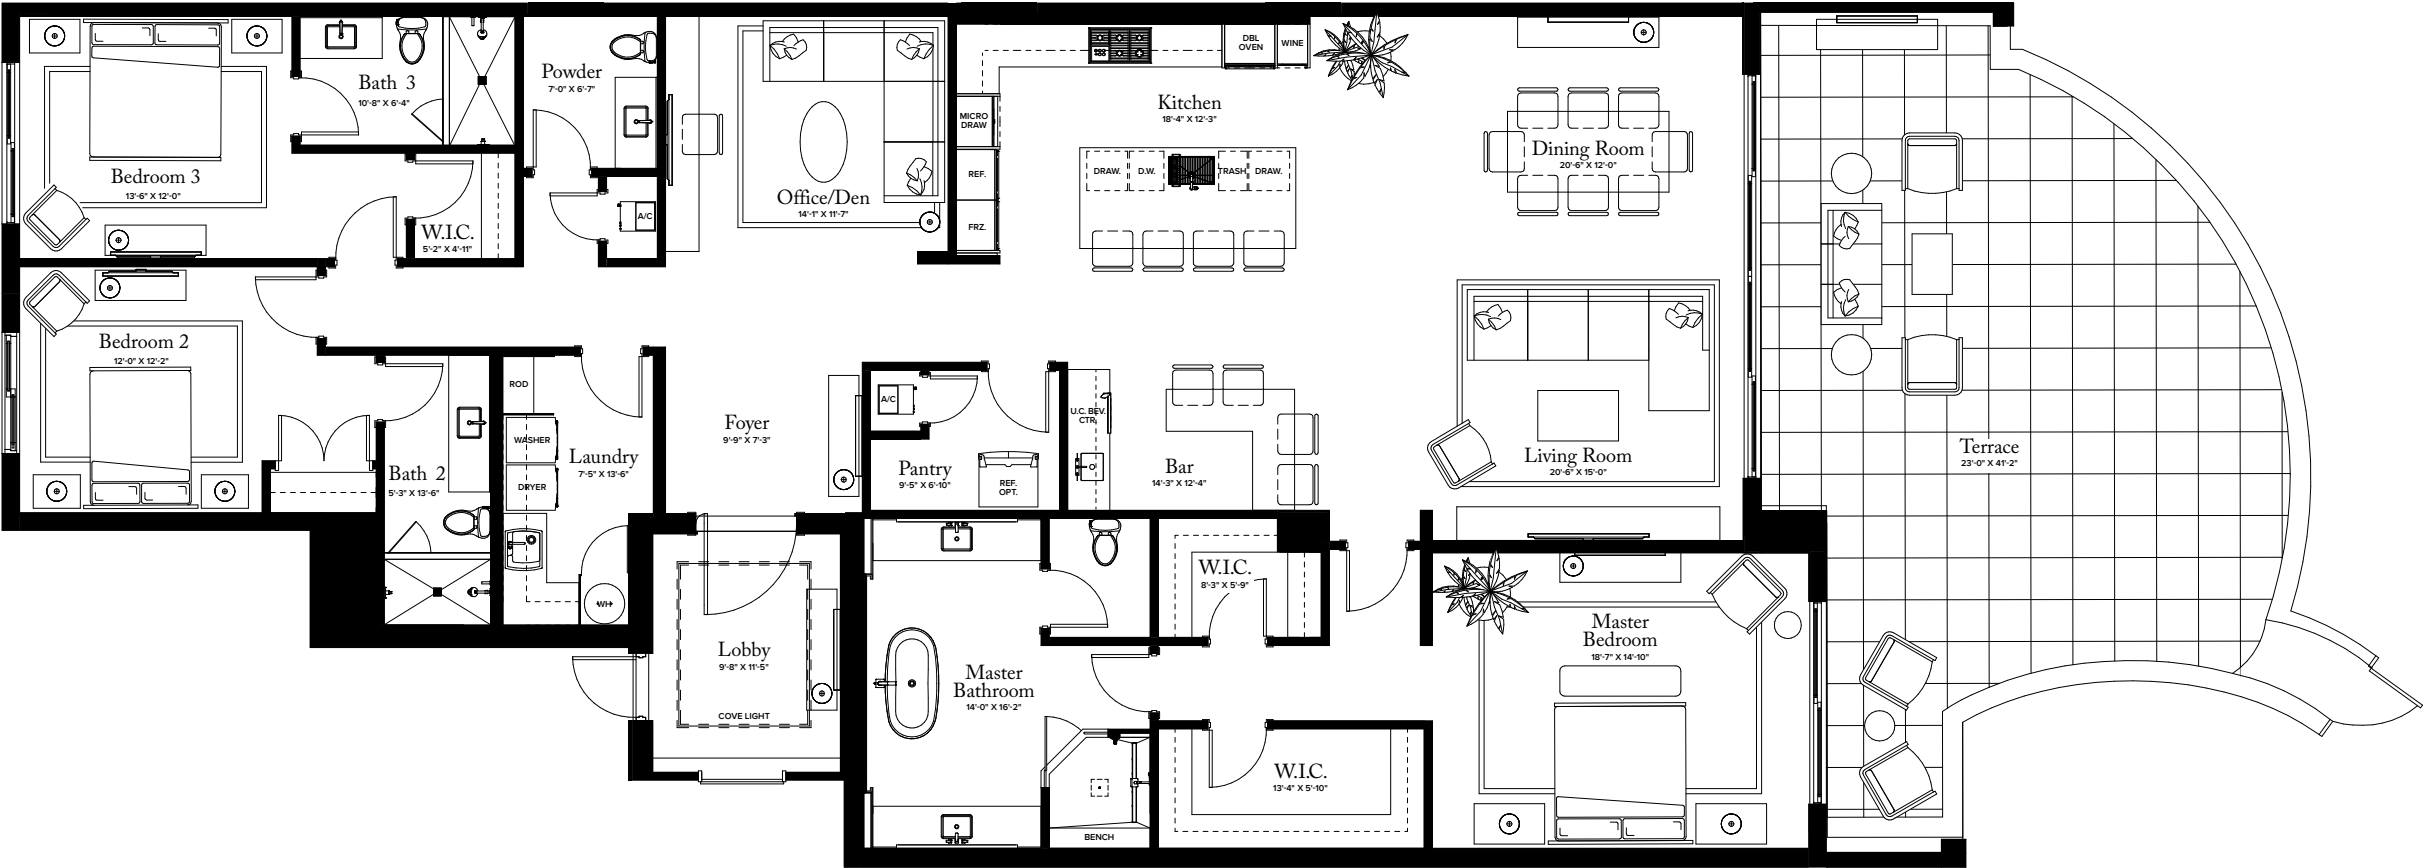 Bedroom 3
13'-6" X 12'-0"
Bath 3
10'-8" X 6'-4"
W.I.C.
5'-2" X 4'-11"
Powder
7'-0" X 6'-7"
A/C
Office/Den
14'-1" X 11'-7"
Kitchen
18'-4" X 12'-3"
DBL
OVEN
WINE
MICRO
DRAW
REF.
FRZ.
DRAW.
D.W.
TRASH
DRAW.
Dining Room
20'-6" X 12'-0"
Bedroom 2
12'-0" X 12'-2"
Bath 2
5'-3" X 13'-6"
ROD
WASHER
DRYER
Laundry
7'-5" X 13'-6"
WH
Foyer
9'-9" X 7'-3"
A/C
Pantry
9'-5" X 6'-10"
REF.
OPT.
U.C. BEV.
CTR.
Bar
14'-3" X 12'-4"
Living Room
20'-6" X 15'-0"
Terrace
23'-0" X 41'-2"
Lobby
9'-8" X 11'-5"
COVE LIGHT
Master
Bathroom
14'-0" X 16'-2"
BENCH
W.I.C.
8'-3" X 5'-9"
W.I.C.
13'-4" X 5'-10"
Master
Bedroom
18'-7" X 14'-10"